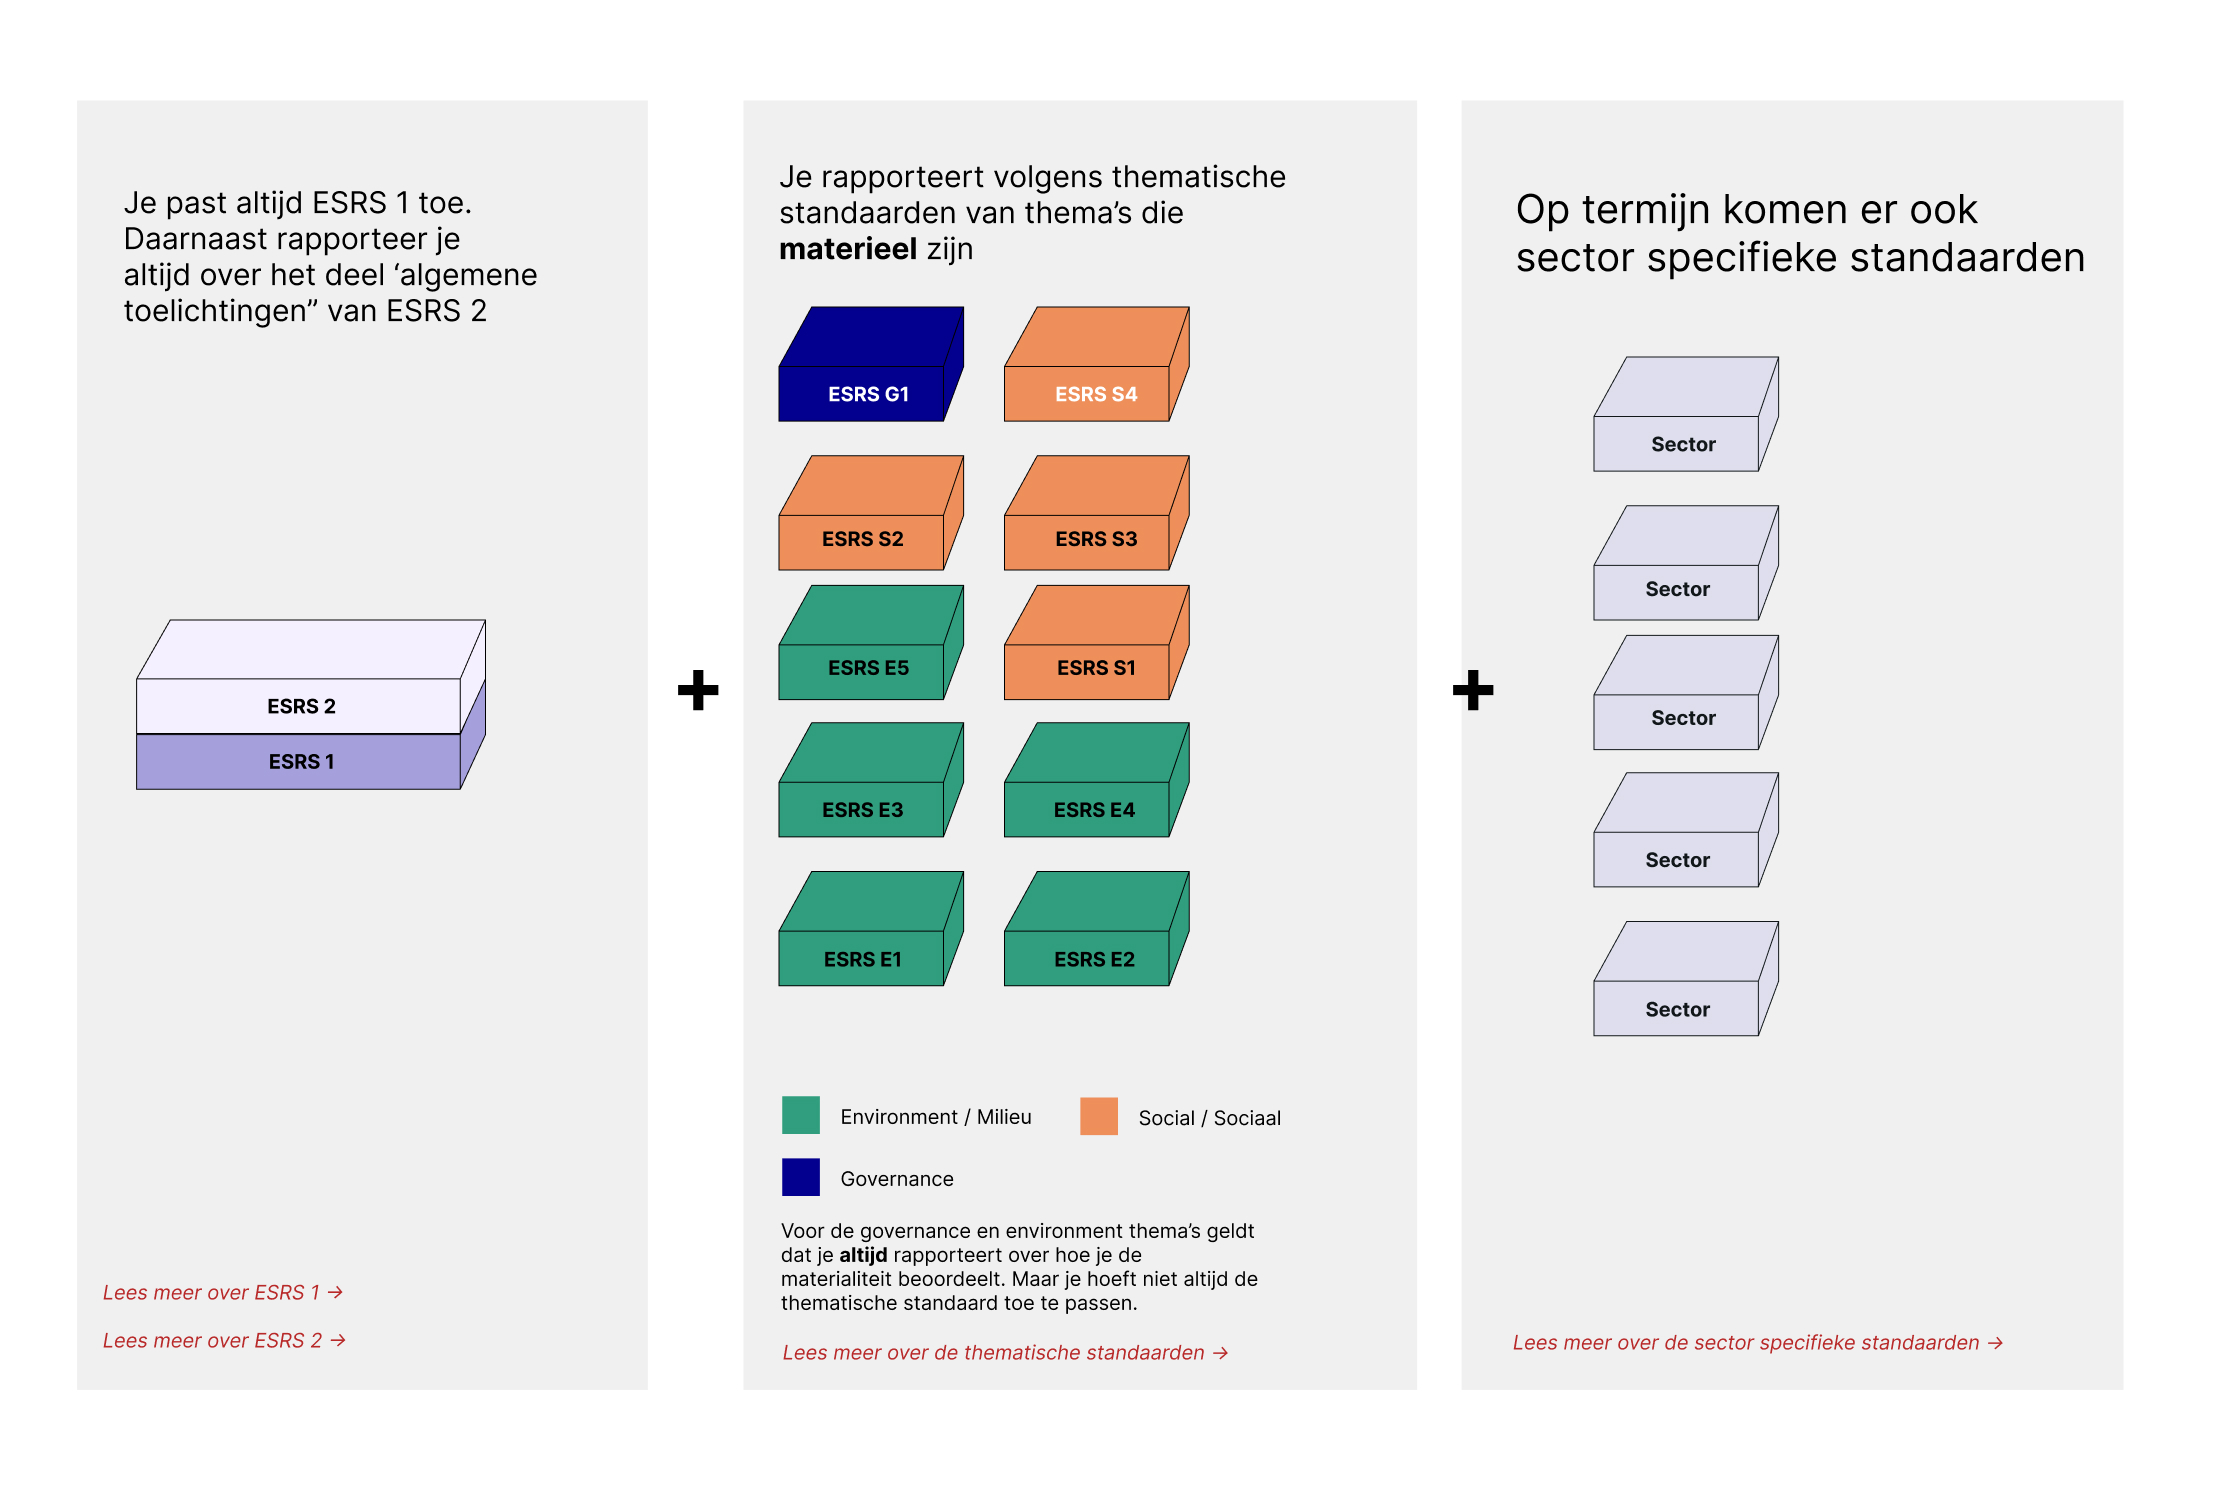 Je past altijd ESRS 1 toe.
Daarnaast rapporteer je
altijd over het deel ‘algemene
toelichtingen” van ESRS 2
ESRS 2
ESRS 1
Lees meer over ESRS 1 →
Lees meer over ESRS 2 →
+
Je rapporteert volgens thematische
standaarden van thema’s die
materieel zijn
ESRS G1
ESRS S4
ESRS S2
ESRS S3
ESRS E5
ESRS S1
ESRS E3
ESRS E4
ESRS E1
ESRS E2
Environment / Milieu
Social / Sociaal
Governance
Voor de governance en environment thema’s geldt
dat je altijd rapporteert over hoe je de
materialiteit beoordeelt. Maar je hoeft niet altijd de
thematische standaard toe te passen.
Lees meer over de thematische standaarden →
+
Op termijn komen er ook
sector specifieke standaarden
Sector
Sector
Sector
Sector
Sector
Lees meer over de sector specifieke standaarden →